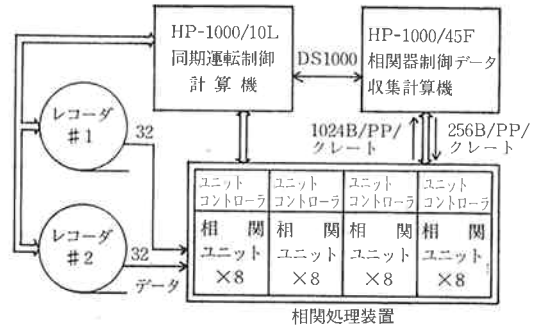 HP-1000/10L
同期運転制御
計算機
DS1000
HP-1000/45F
相関器制御データ
収集計算機
レコーダ
#1
32
1024B/PP/
クレート
256B/PP/
クレート
ユニット
コントローラ
ユニット
コントローラ
ユニット
コントローラ
ユニット
コントローラ
相関
ユニット
×8
相関
ユニット
×8
相関
ユニット
×8
相関
ユニット
×8
レコーダ
#2
32
データ
相関処理装置